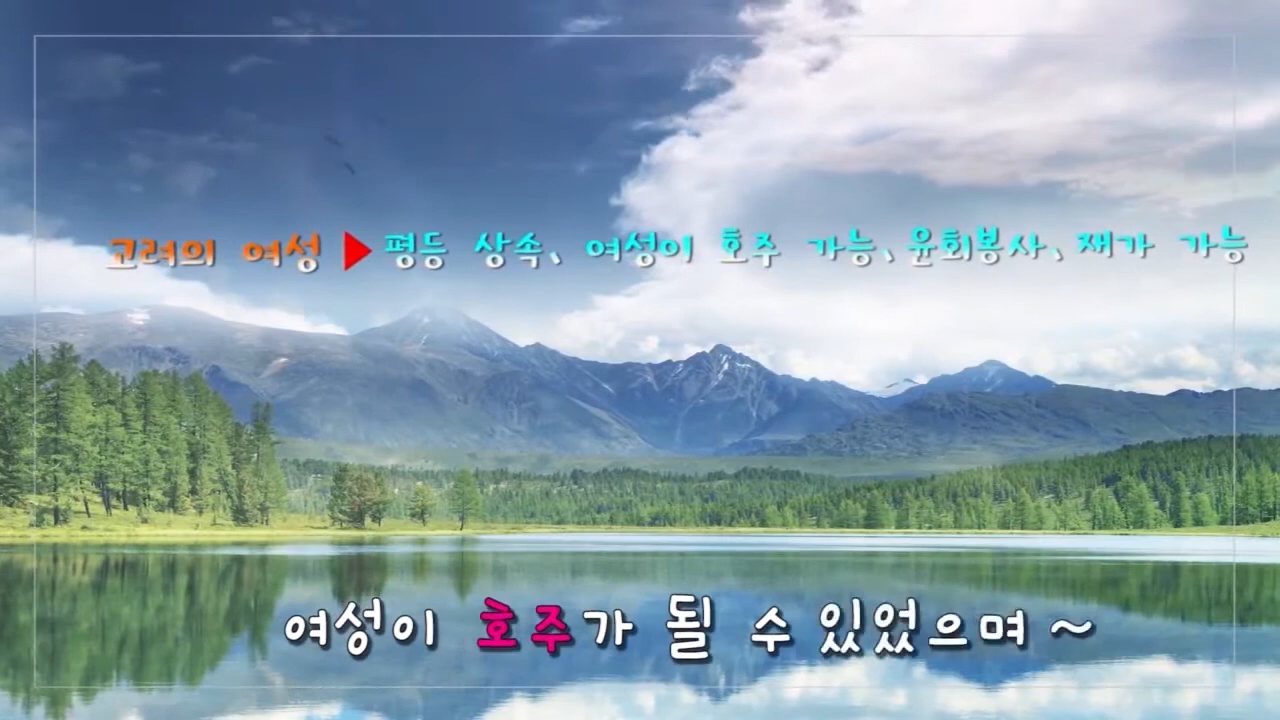 고려의 여성 ▶ 평등 상속、 여성이 호주 가능、윤회봉사、재가 가능
여성이 호주가 될 수 있었으며 ~